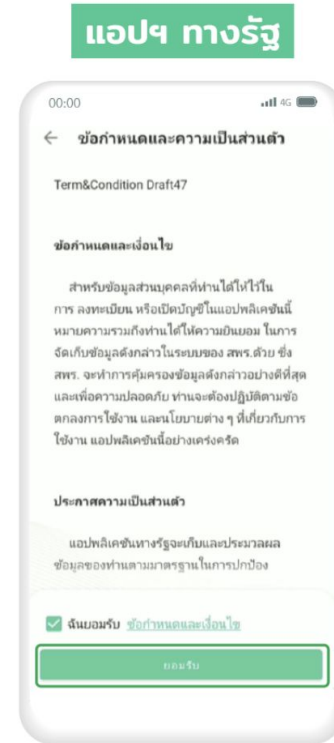 แอปฯ ทางรัฐ
00:00 4G
ข้อกำหนดและความเป็นส่วนตัว
Term&Condition Draft47
ข้อกำหนดและเงื่อนไข
สำหรับข้อมูลส่วนบุคคลที่ท่านได้ให้ไว้ใน
การ ลงทะเบียน หรือเปิดบัญชีในแอปพลิเคชันนี้
หมายความรวมถึงท่านได้ให้ความยินยอม ในการ
จัดเก็บข้อมูลดังกล่าวในระบบของ สพร.ด้วย ซึ่ง
สพร. จะทำการคุ้มครองข้อมูลดังกล่าวอย่างดีที่สุด
และเพื่อความปลอดภัย ท่านจะต้องปฏิบัติตามข้อ
ตกลงการใช้งาน และนโยบายต่าง ๆ ที่เกี่ยวกับการ
ใช้งาน แอปพลิเคชันนี้อย่างเคร่งครัด
ประกาศความเป็นส่วนตัว
แอปพลิเคชันทางรัฐจะเก็บและประมวลผล
ข้อมูลของท่านตามมาตรฐานในการปกป้อง
ฉันยอมรับ ข้อกำหนดและเงื่อนไข
ยอมรับ